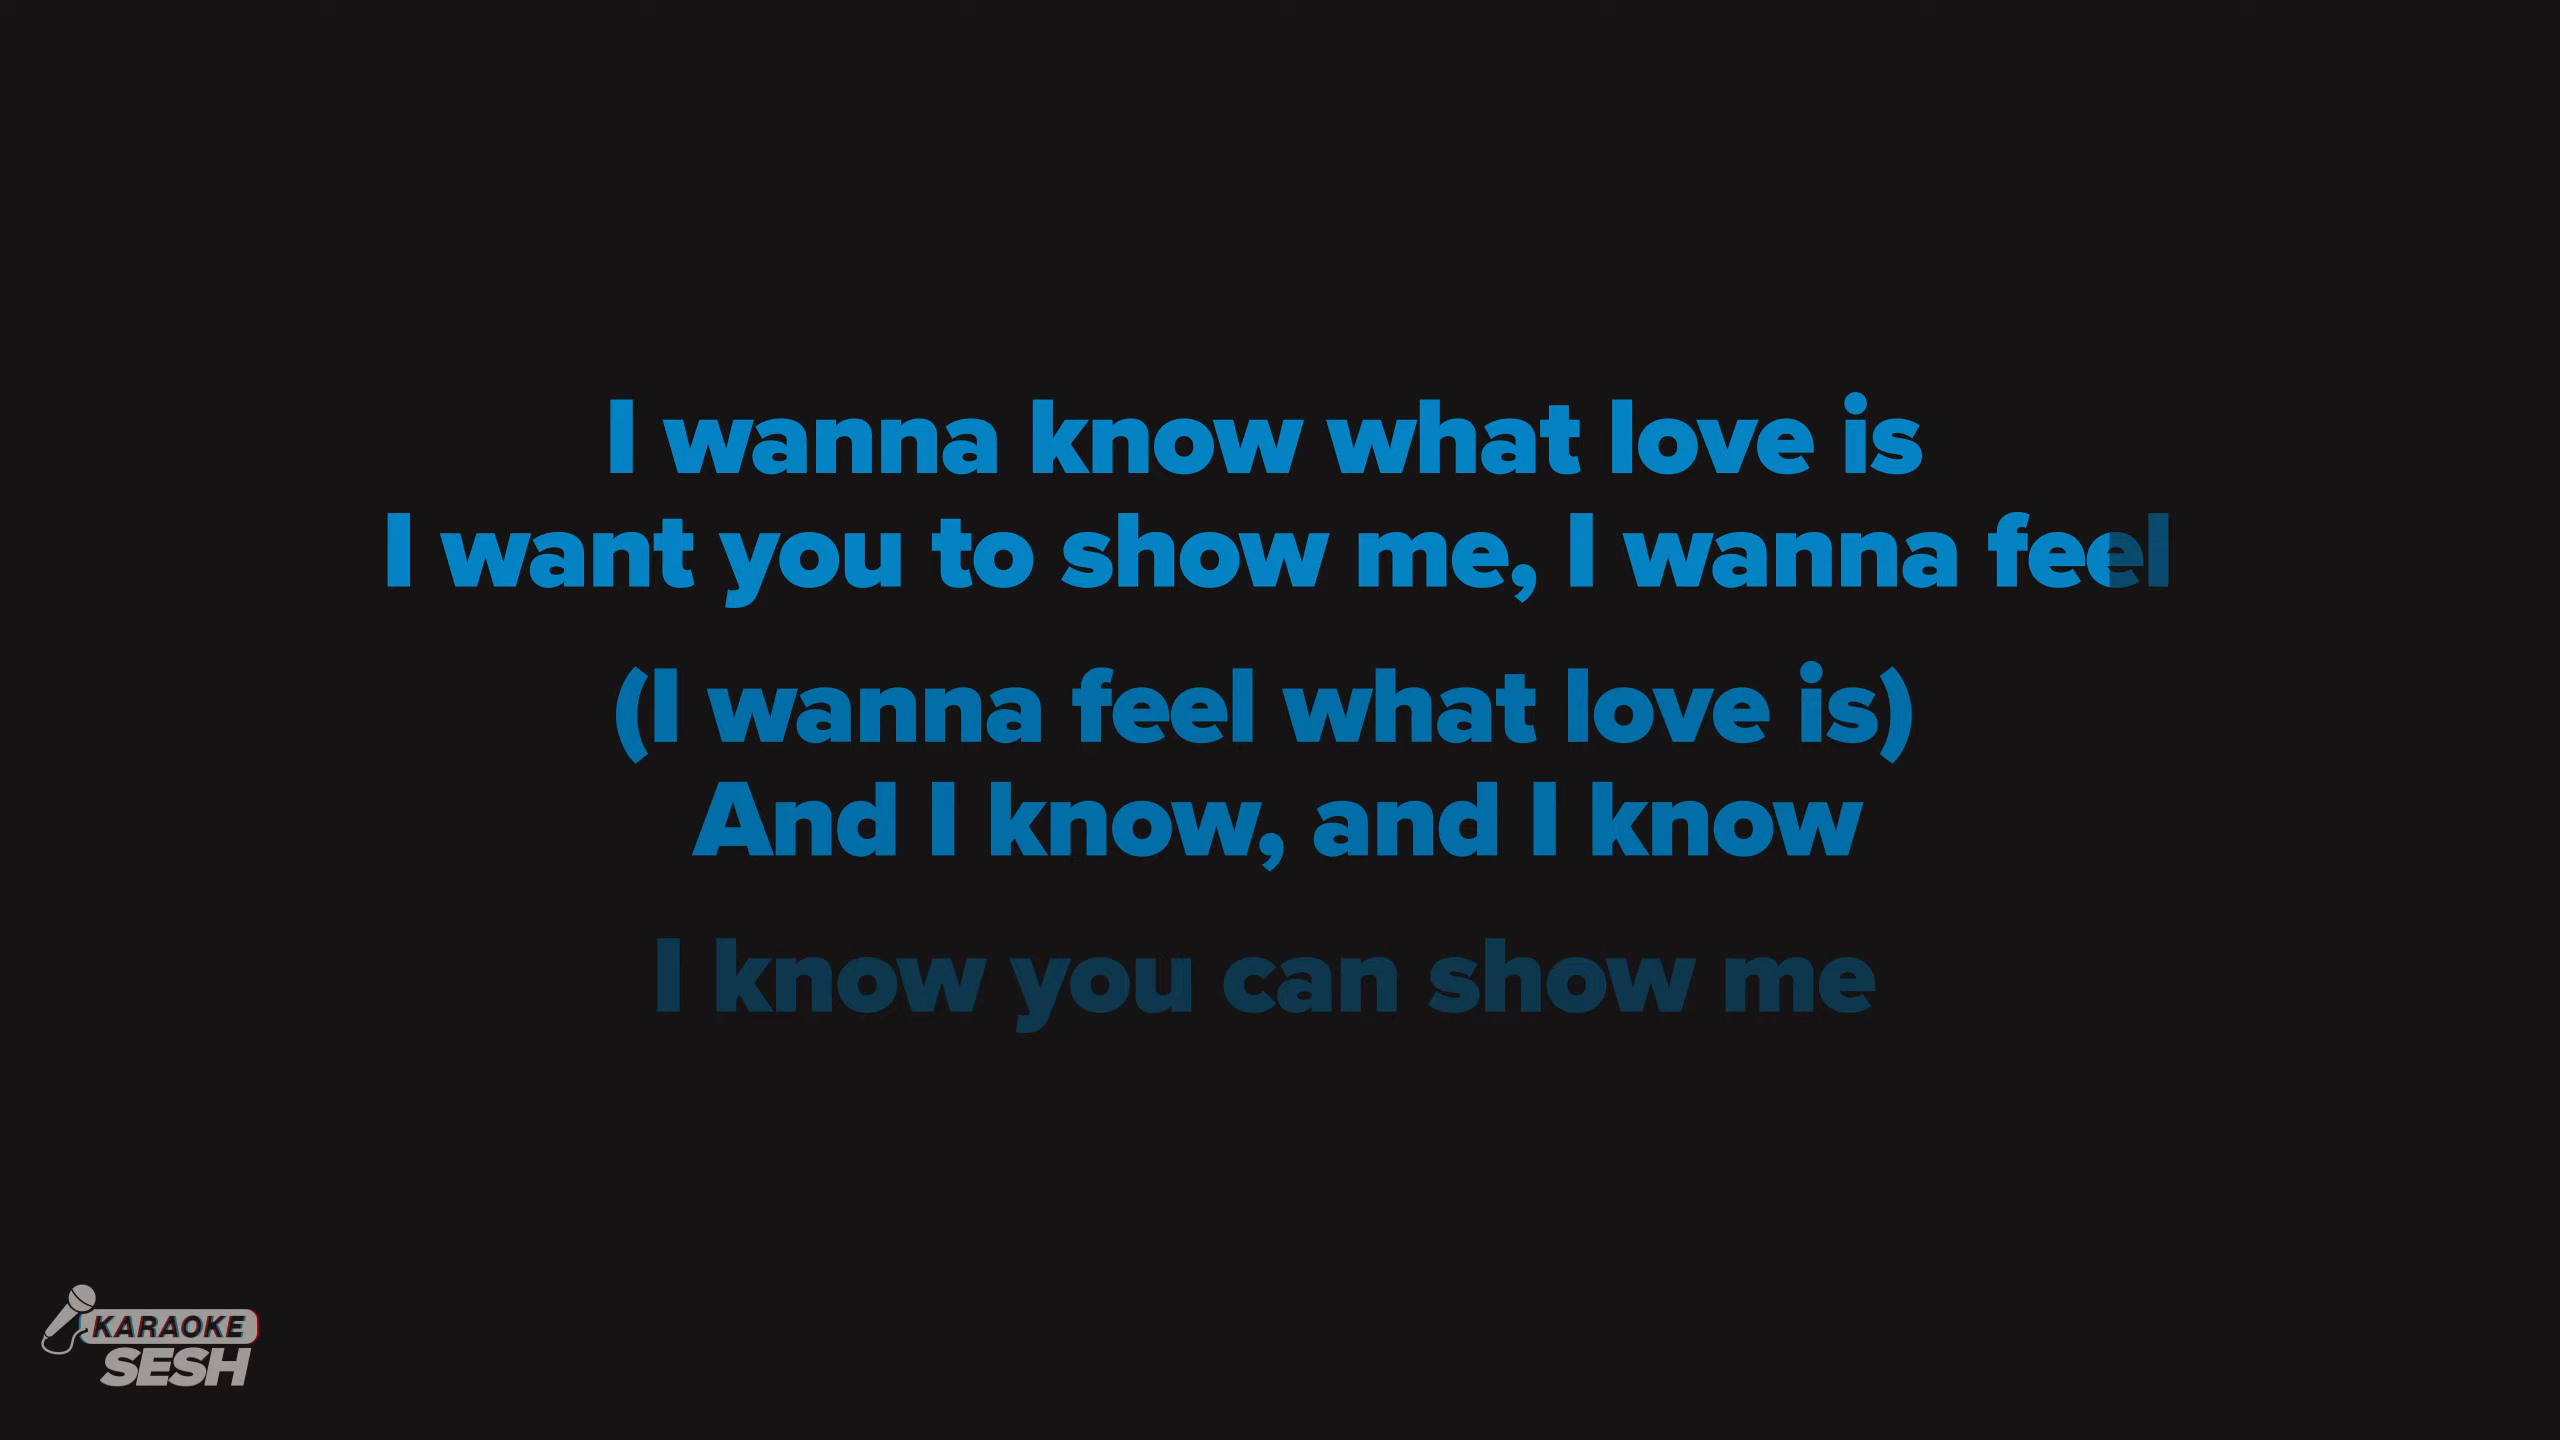 I wanna know what love is
I want you to show me, I wanna feel
(I wanna feel what love is)
And I know, and I know
I know you can show me
KARAOKE
SESH